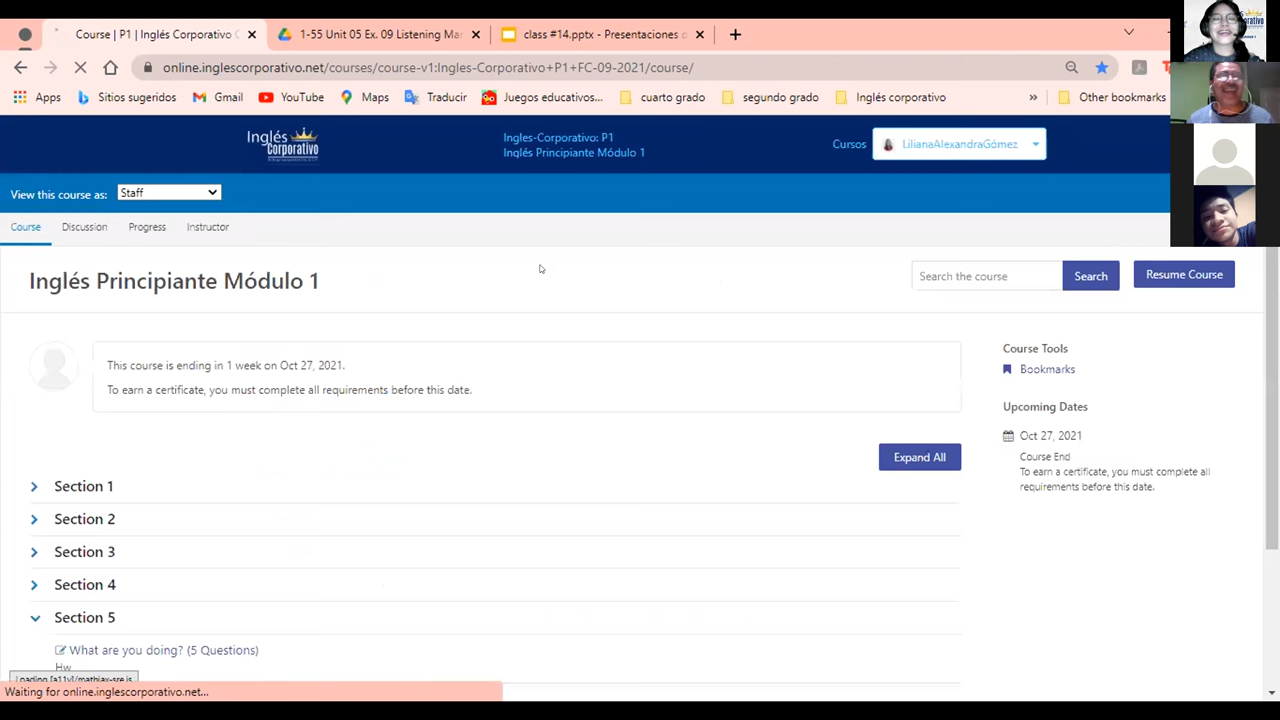 Course | P1 | Inglés Corporativo C
1-55 Unit 05 Ex. 09 Listening Mas
class #14.pptx - Presentaciones d
online.inglescorporativo.net/courses/course-v1:Ingles-Corporativo+P1+FC-09-2021/course/
Apps
Sitios sugeridos
Gmail
YouTube
Maps
Traducir
Juegos educativos...
cuarto grado
segundo grado
Inglés corporativo
»
Other bookmarks
Inglés
Corporativo
Ingles-Corporativo: P1
Inglés Principiante Módulo 1
Cursos
LilianaAlexandraGómez
View this course as:
Staff
Course
Discussion
Progress
Instructor
Inglés Principiante Módulo 1
Search the course
Search
Resume Course
This course is ending in 1 week on Oct 27, 2021.
To earn a certificate, you must complete all requirements before this date.
Course Tools
Bookmarks
Upcoming Dates
Oct 27, 2021
Course End
To earn a certificate, you must complete all
requirements before this date.
Expand All
Section 1
Section 2
Section 3
Section 4
Section 5
What are you doing? (5 Questions)
Hw
Loading [a11y]/mathjax-sre.js
Waiting for online.inglescorporativo.net...